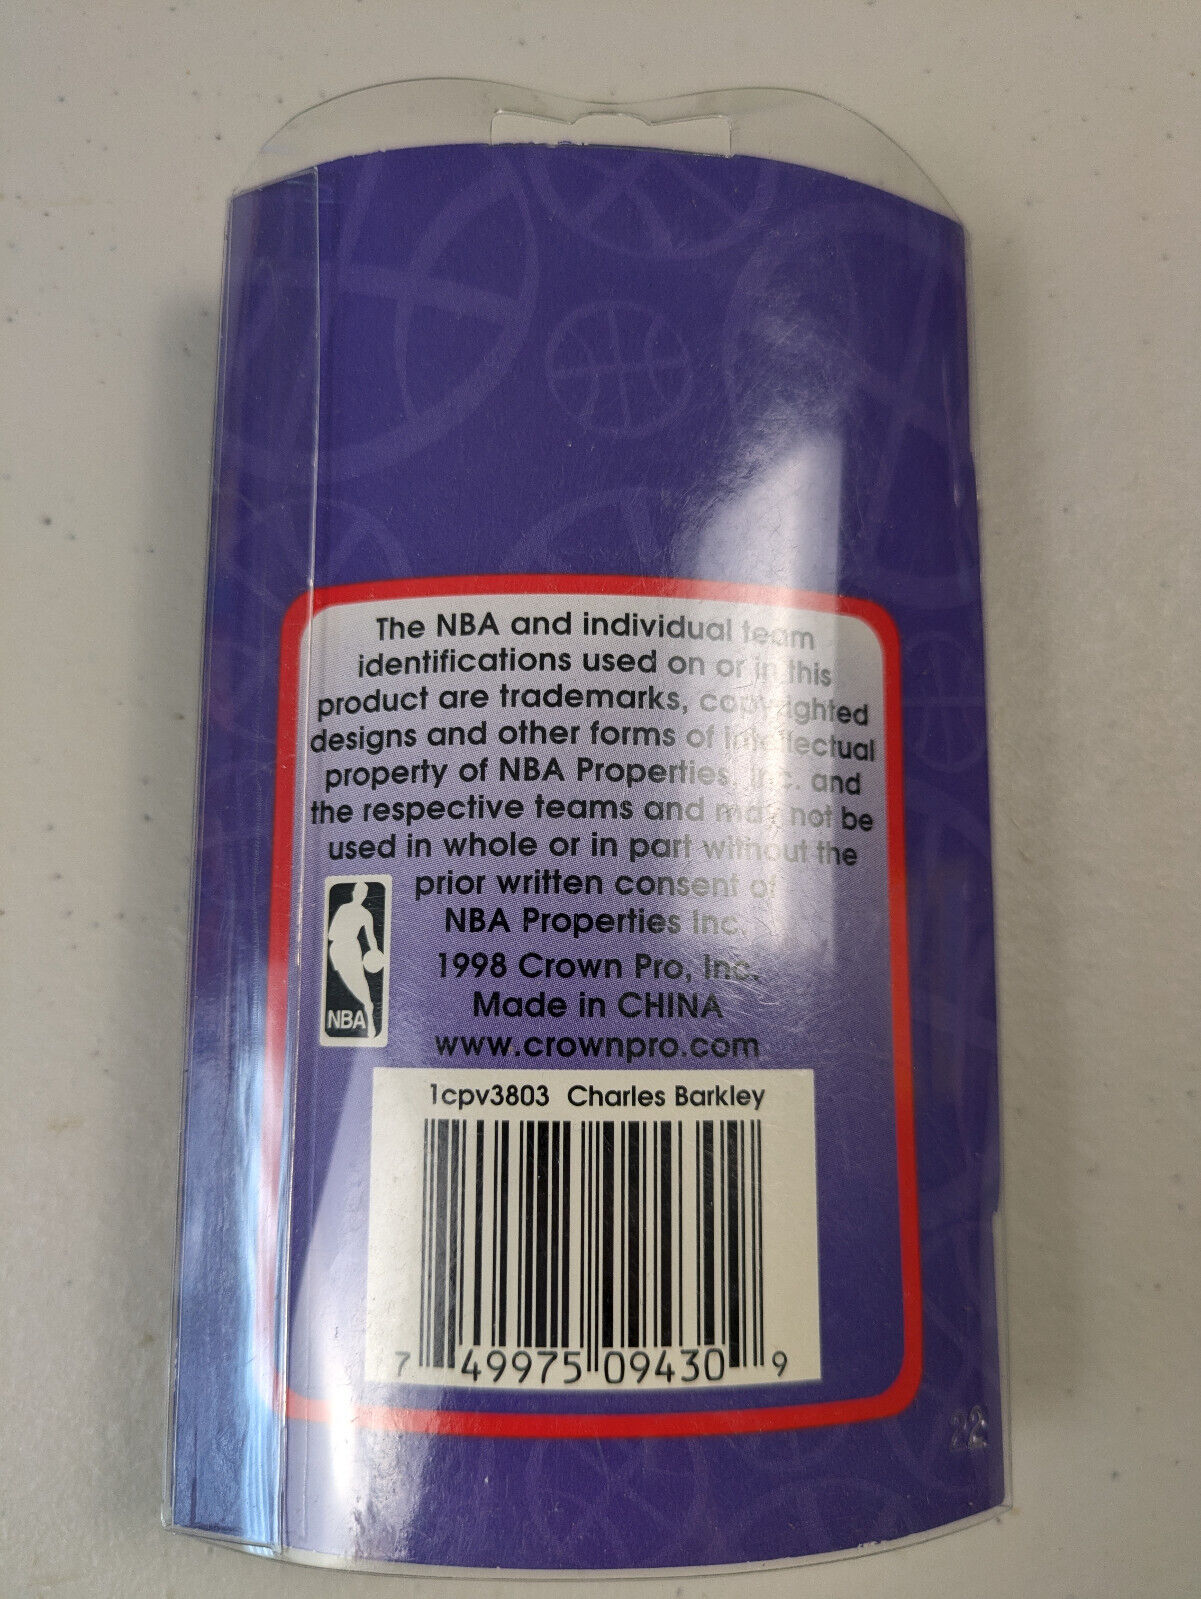 The NBA and individual team
identifications used on or in this
product are trademarks, copyrighted
designs and other forms of intellectual
property of NBA Properties, Inc. and
the respective teams and may not be
used in whole or in part without the
prior written consent of
NBA Properties Inc.
NBA
1998 Crown Pro, Inc.
Made in CHINA
www.crownpro.com
1cpv3803 Charles Barkley
7 49975 09430 9
22